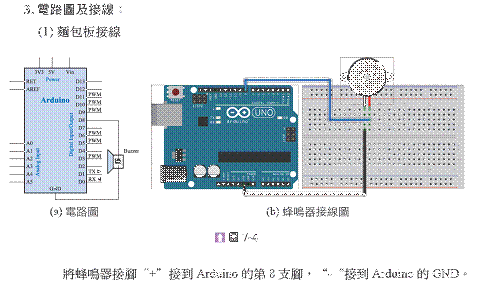 3. 電路圖及接線：
(1) 麵包板接線
3V3 5V Vin
Power
RET
AREF
Arduino
D13
D12
D11
D10
D9
D8
D7
D6
D5
D4
D3
D2
D1
D0
PWM
PWM
PWM
PWM
PWM
PWM
TX
RX
A0
A1
A2
A3
A4
A5
Analog Input
Digital Input/Output
GND
Buzzer
UNO
(a) 電路圖
(b) 蜂鳴器接線圖
圖 7-4
將蜂鳴器接腳“+”接到 Arduino 的第 8 支腳，“-”接到 Arduino 的 GND。